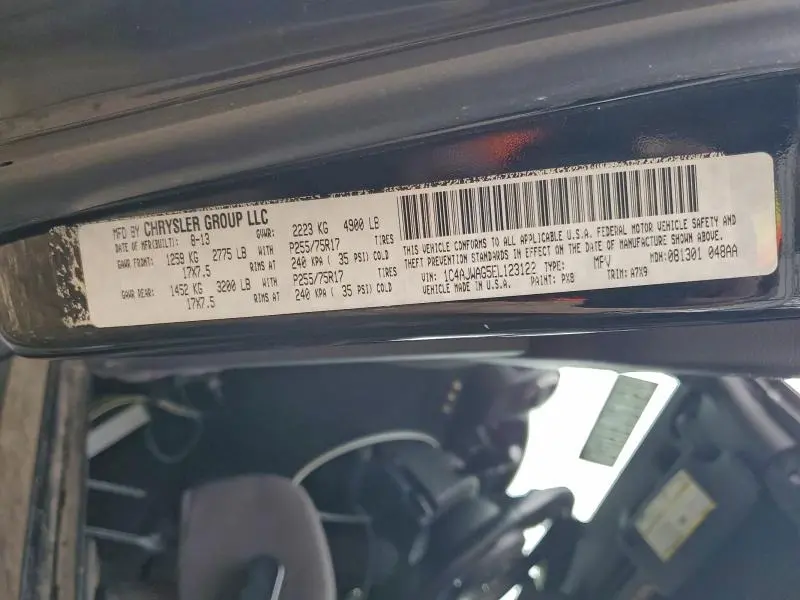 MFD BY CHRYSLER GROUP LLC
DATE OF MFR(BUILT): 8-13 GVWR: 2223 KG 4900 LB
GAWR FRONT: 1259 KG 2775 LB WITH P255/75R17 TIRES
17X7.5 RIMS AT 240 KPA ( 35 PSI) COLD
GAWR REAR: 1452 KG 3200 LB WITH P255/75R17 TIRES
17X7.5 RIMS AT 240 KPA ( 35 PSI) COLD
THIS VEHICLE CONFORMS TO ALL APPLICABLE U.S.A. FEDERAL MOTOR VEHICLE SAFETY AND
THEFT PREVENTION STANDARDS IN EFFECT ON THE DATE OF MANUFACTURE SHOWN ABOVE.
VIN: 1C4AJWAG5EL123122 TYPE: MPV MDH: 081301 048AA
VEHICLE MADE IN U.S.A. PAINT: PX8 TRIM: A7X9